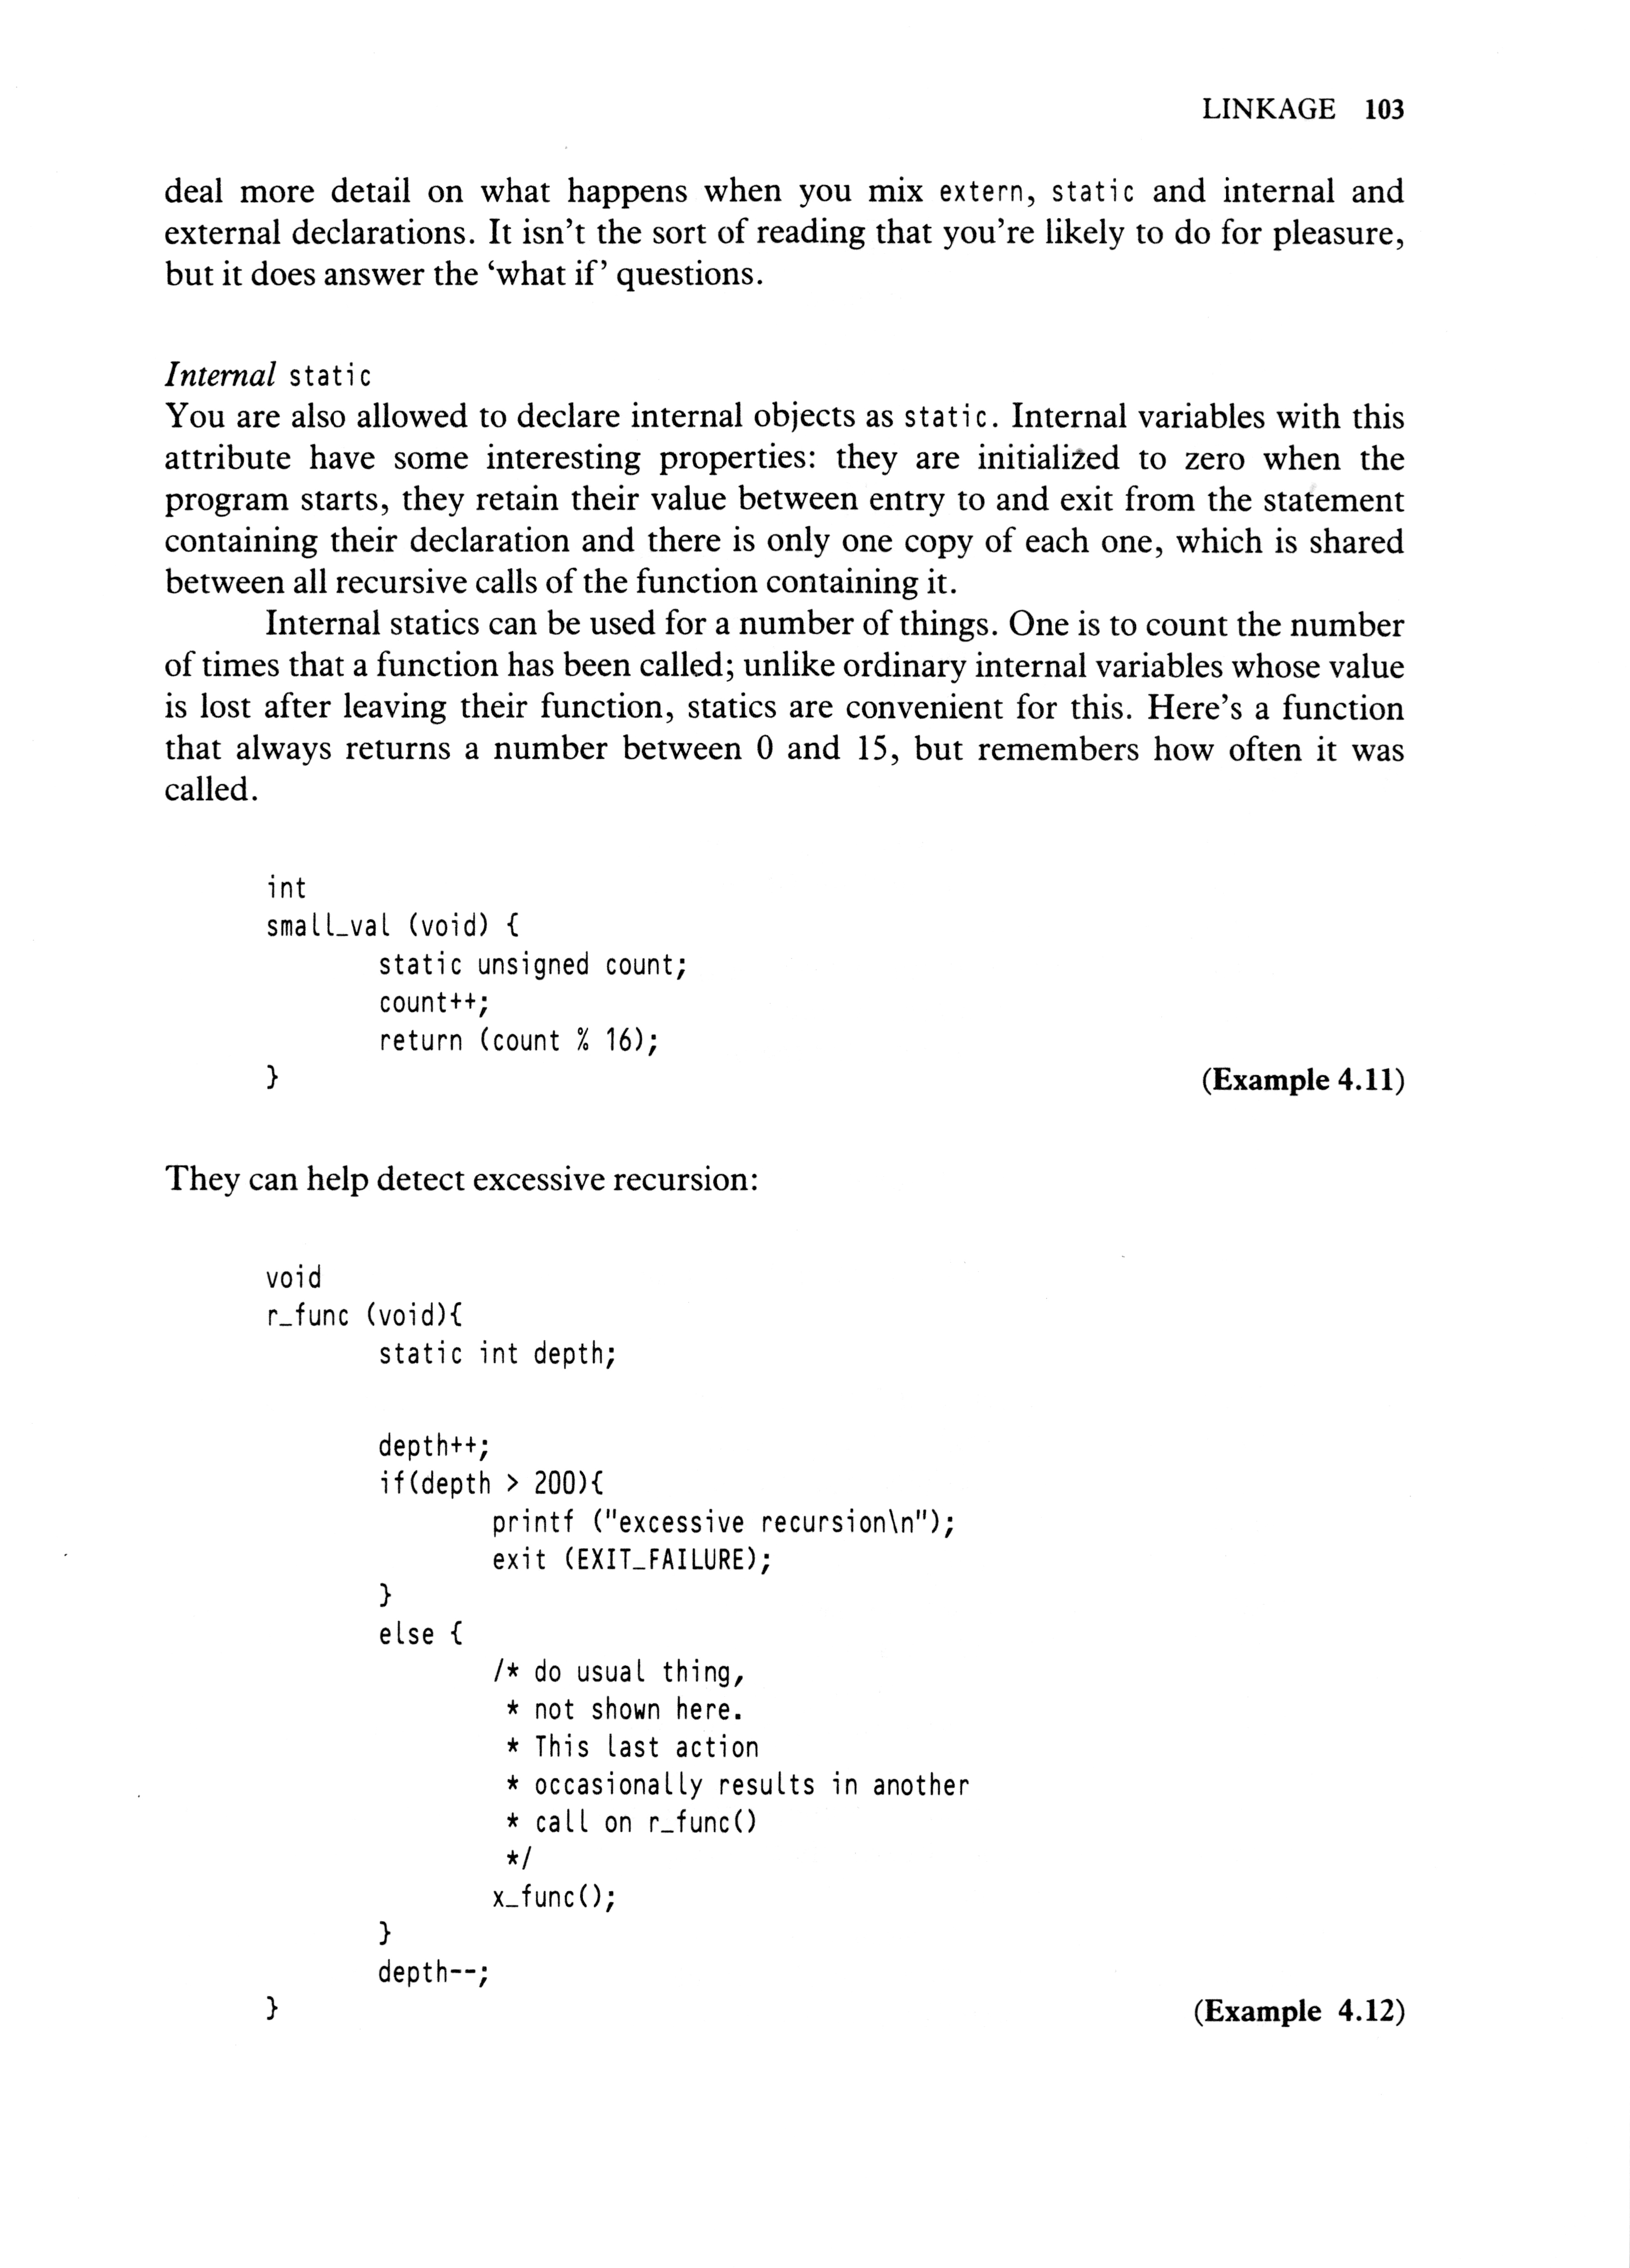 LINKAGE 103
deal more detail on what happens when you mix extern, static and internal and
external declarations. It isn't the sort of reading that you're likely to do for pleasure,
but it does answer the ‘what if’ questions.
Internal static
You are also allowed to declare internal objects as static. Internal variables with this
attribute have some interesting properties: they are initialized to zero when the
program starts, they retain their value between entry to and exit from the statement
containing their declaration and there is only one copy of each one, which is shared
between all recursive calls of the function containing it.
Internal statics can be used for a number of things. One is to count the number
of times that a function has been called; unlike ordinary internal variables whose value
is lost after leaving their function, statics are convenient for this. Here's a function
that always returns a number between 0 and 15, but remembers how often it was
called.
int
small_val (void) {
        static unsigned count;
        count++;
        return (count % 16);
} (Example 4.11)
They can help detect excessive recursion:
void
r_func (void){
        static int depth;
        depth++;
        if(depth > 200){
                printf ("excessive recursion\n");
                exit (EXIT_FAILURE);
        }
        else {
                /* do usual thing,
                 * not shown here.
                 * This last action
                 * occasionally results in another
                 * call on r_func()
                 */
                x_func();
        }
        depth--;
} (Example 4.12)